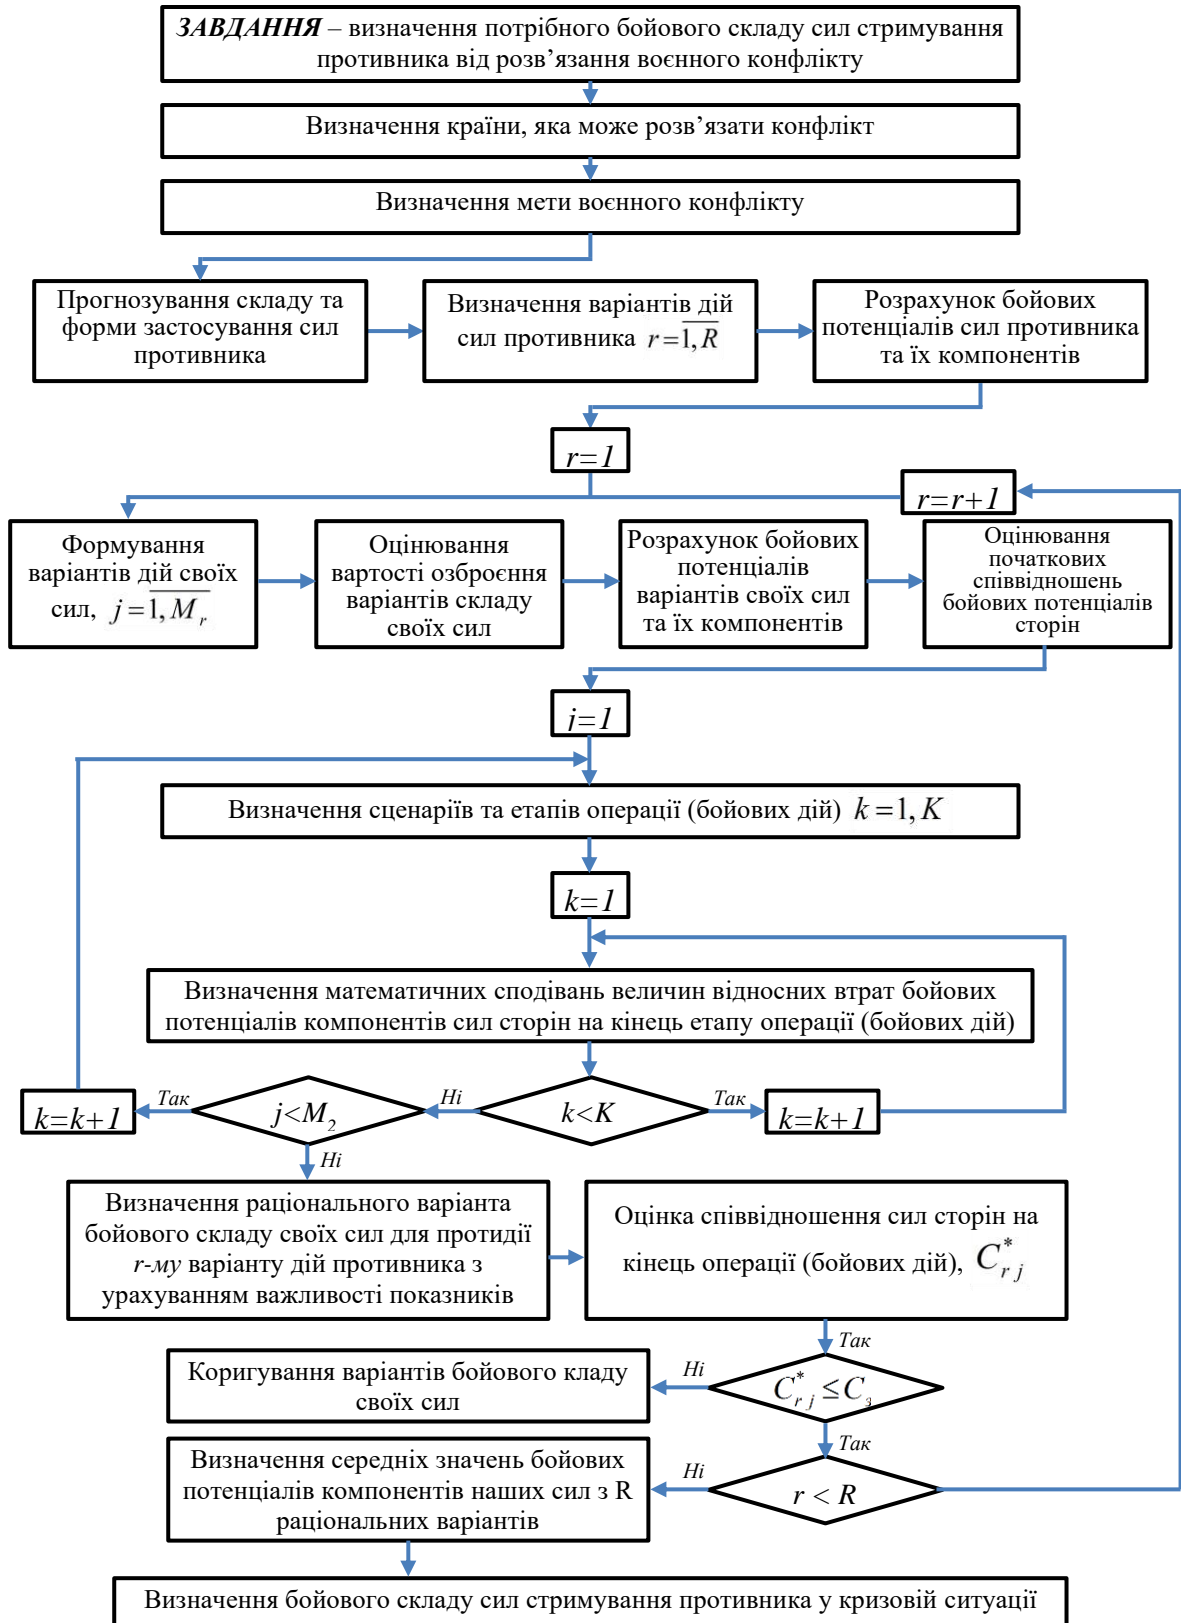 ЗАВДАННЯ – визначення потрібного бойового складу сил стримування
противника від розв’язання воєнного конфлікту
Визначення країни, яка може розв’язати конфлікт
Визначення мети воєнного конфлікту
Прогнозування складу та
форми застосування сил
противника
Визначення варіантів дій
сил противника r = 1, R
Розрахунок бойових
потенціалів сил противника
та їх компонентів
r=1
r=r+1
Формування
варіантів дій своїх
сил, j = 1, M_r
Оцінювання
вартості озброєння
варіантів складу
своїх сил
Розрахунок бойових
потенціалів
варіантів своїх сил
та їх компонентів
Оцінювання
початкових
співвідношень
бойових потенціалів
сторін
j=1
Визначення сценаріїв та етапів операції (бойових дій) k = 1, K
k=1
Визначення математичних сподівань величин відносних втрат бойових
потенціалів компонентів сил сторін на кінець етапу операції (бойових дій)
k=k+1
Так
j<M_2
Ні
k<K
Так
k=k+1
Ні
Визначення раціонального варіанта
бойового складу своїх сил для протидії
r-му варіанту дій противника з
урахуванням важливості показників
Оцінка співвідношення сил сторін на
кінець операції (бойових дій), C*_{r j}
Так
Коригування варіантів бойового кладу
своїх сил
Ні
C*_{r j} ≤ C_з
Так
Визначення середніх значень бойових
потенціалів компонентів наших сил з R
раціональних варіантів
Ні
r < R
Визначення бойового складу сил стримування противника у кризовій ситуації